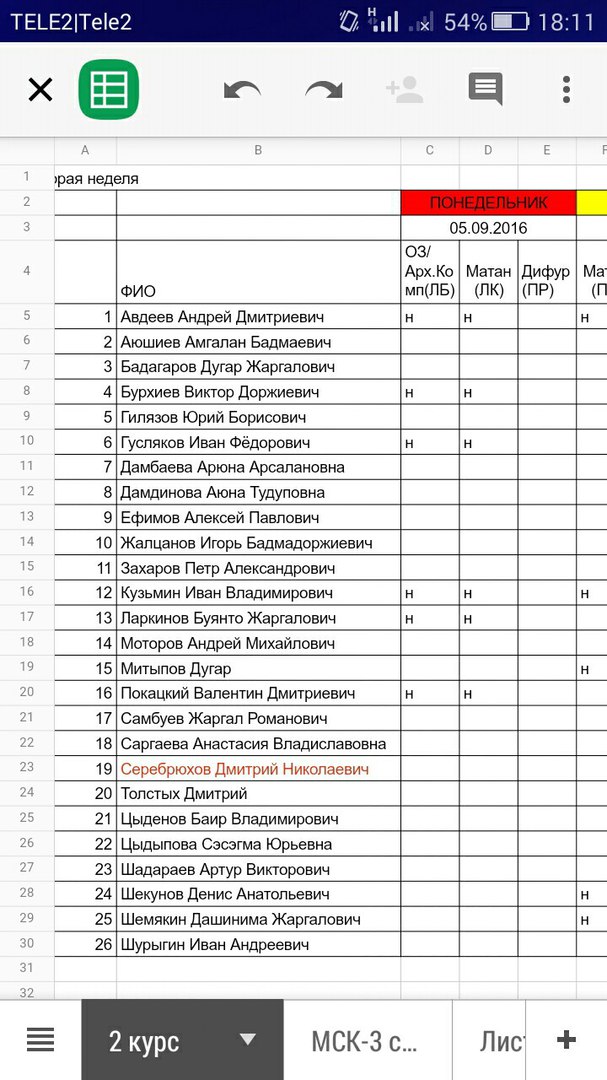 TELE2|Tele2 H 54% 18:11
A B C D E F
1 орая неделя
2 ПОНЕДЕЛЬНИК
3 05.09.2016
4 ФИО ОЗ/ Арх.Ко мп(ЛБ) Матан (ЛК) Дифур (ПР) Мат (П
5 1 Авдеев Андрей Дмитриевич н н н
6 2 Аюшиев Амгалан Бадмаевич
7 3 Бадагаров Дугар Жаргалович
8 4 Бурхиев Виктор Доржиевич н н
9 5 Гилязов Юрий Борисович
10 6 Гусляков Иван Фёдорович н н
11 7 Дамбаева Арюна Арсалановна
12 8 Дамдинова Аюна Тудуповна
13 9 Ефимов Алексей Павлович
14 10 Жалцанов Игорь Бадмадоржиевич
15 11 Захаров Петр Александрович
16 12 Кузьмин Иван Владимирович н н н
17 13 Ларкинов Буянто Жаргалович н н
18 14 Моторов Андрей Михайлович
19 15 Митыпов Дугар н
20 16 Покацкий Валентин Дмитриевич н н
21 17 Самбуев Жаргал Романович
22 18 Саргаева Анастасия Владиславовна
23 19 Серебрюхов Дмитрий Николаевич
24 20 Толстых Дмитрий
25 21 Цыденов Баир Владимирович
26 22 Цыдыпова Сэсэгма Юрьевна
27 23 Шадараев Артур Викторович
28 24 Шекунов Денис Анатольевич н
29 25 Шемякин Дашинима Жаргалович н
30 26 Шурыгин Иван Андреевич
31
32
2 курс МСК-3 с... Лис